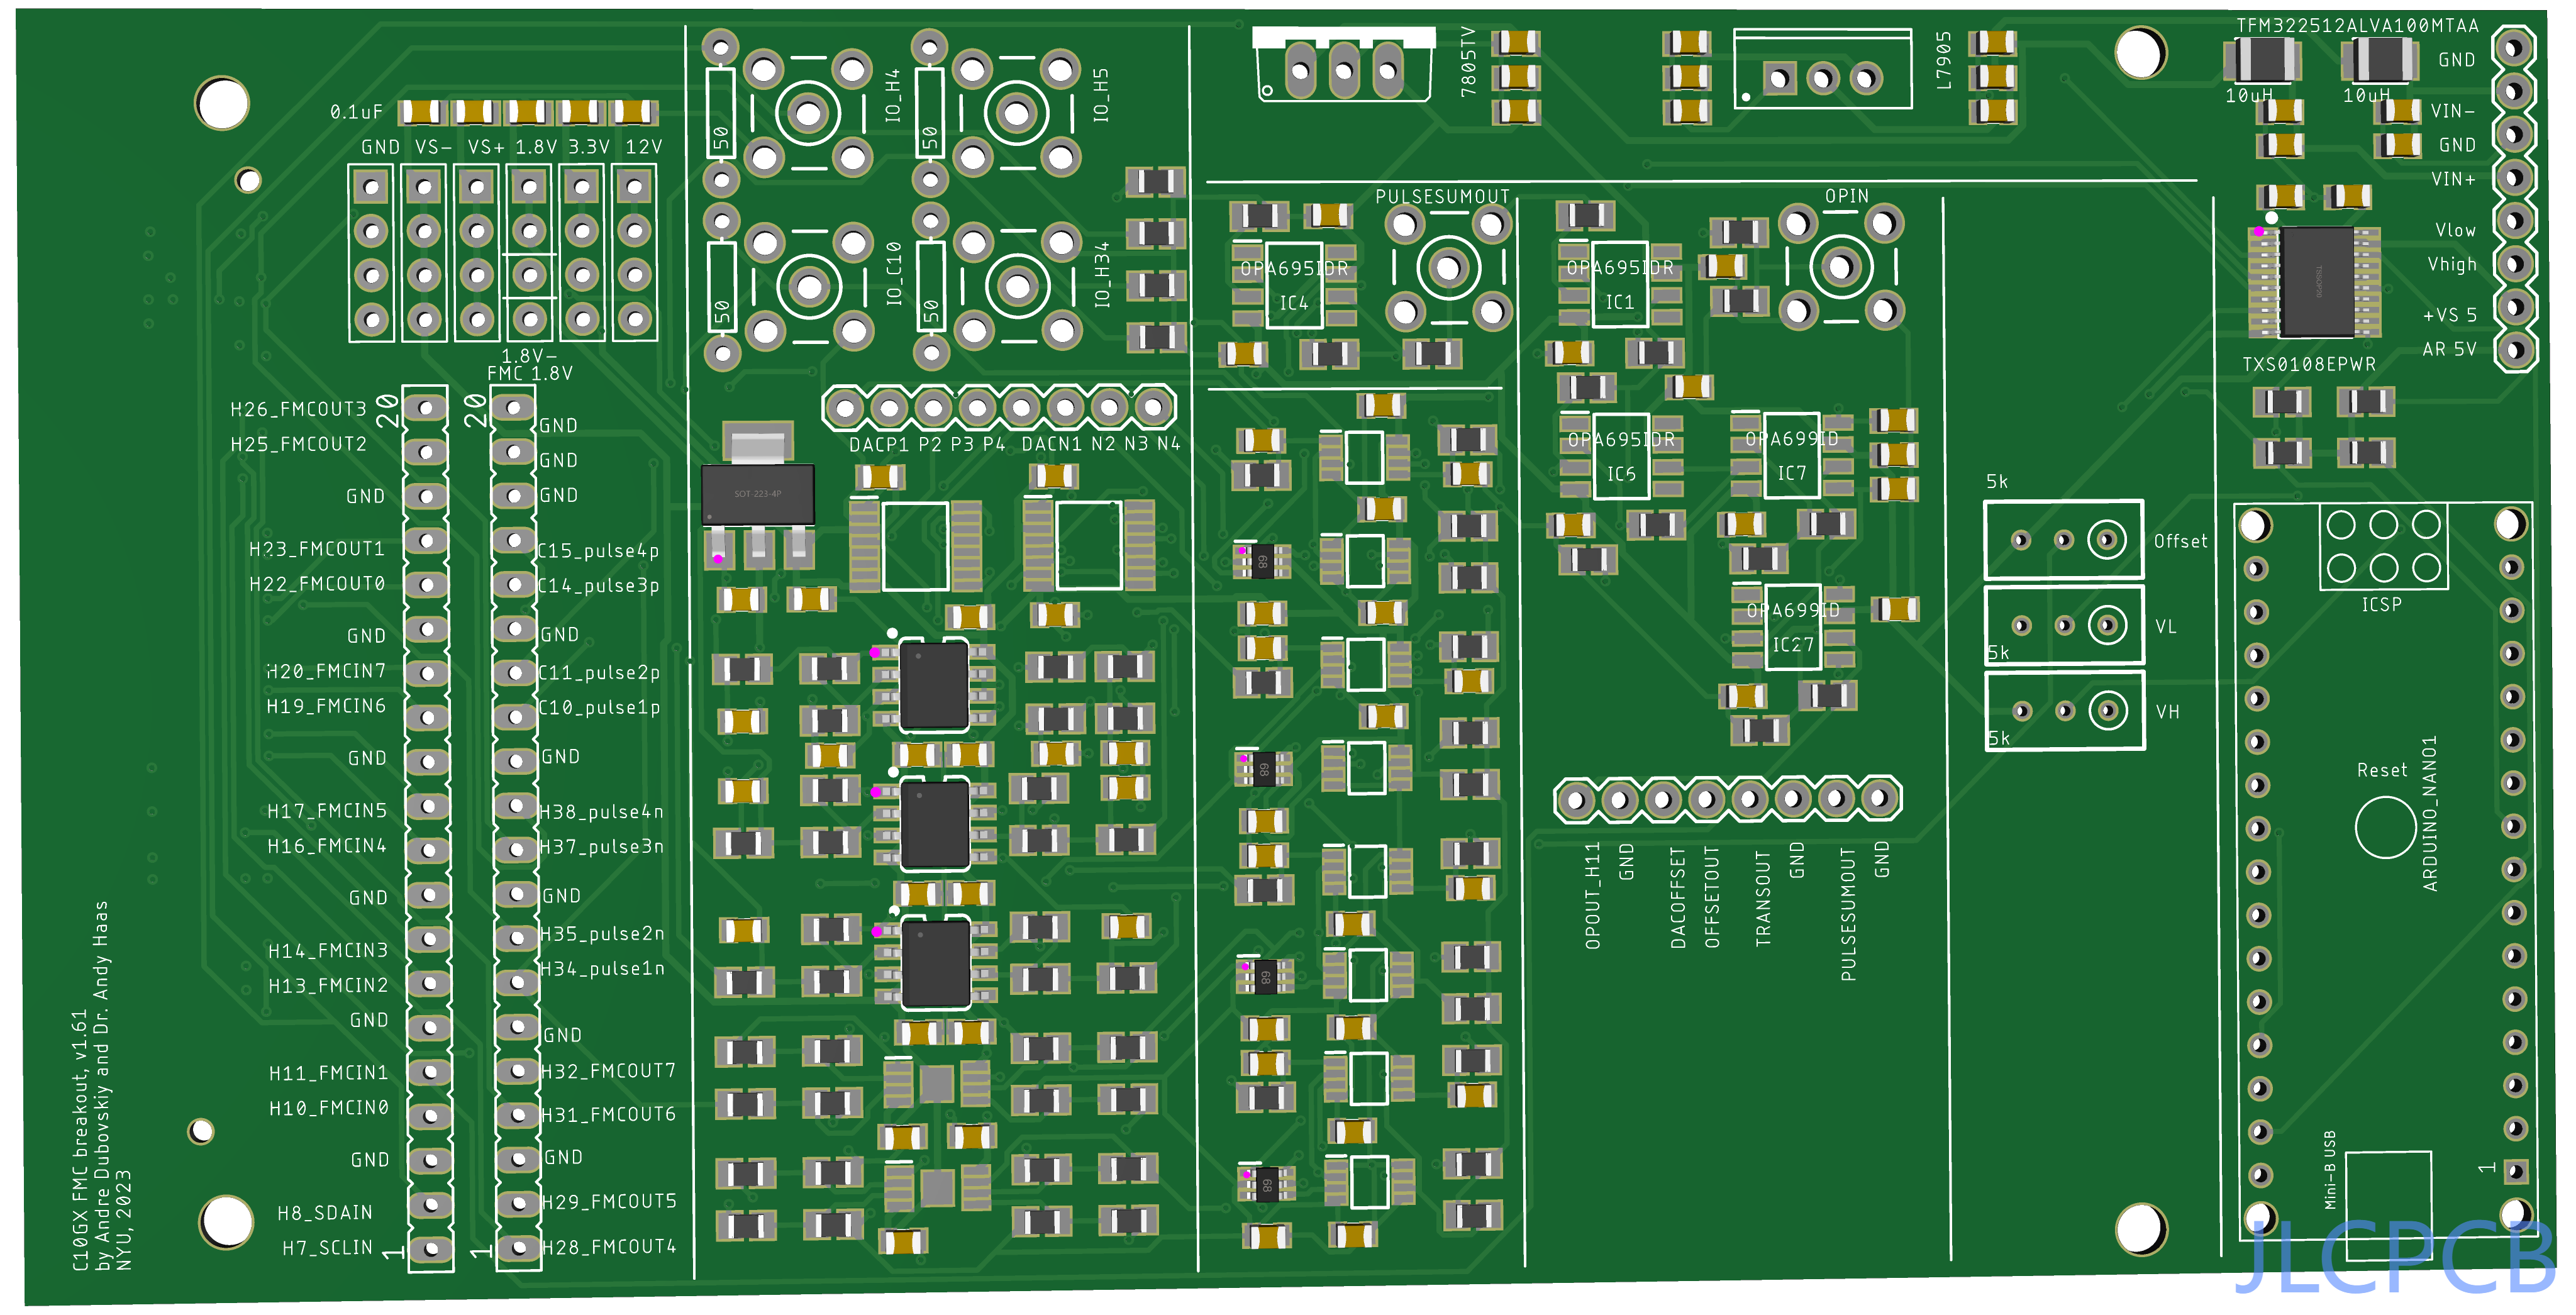 0.1uF
GND VS- VS+ 1.8V 3.3V 12V
1.8V-
FMC 1.8V
20
20
H26_FMCOUT3
H25_FMCOUT2
GND
H23_FMCOUT1
H22_FMCOUT0
GND
H20_FMCIN7
H19_FMCIN6
GND
H17_FMCIN5
H16_FMCIN4
GND
H14_FMCIN3
H13_FMCIN2
GND
H11_FMCIN1
H10_FMCIN0
GND
H8_SDAIN
H7_SCLIN
1
1
GND
GND
GND
C15_pulse4p
C14_pulse3p
GND
C11_pulse2p
C10_pulse1p
GND
H38_pulse4n
H37_pulse3n
GND
H35_pulse2n
H34_pulse1n
GND
H32_FMCOUT7
H31_FMCOUT6
GND
H29_FMCOUT5
H28_FMCOUT4
C10GX FMC breakout, v1.61
by Andre Dubovskiy and Dr. Andy Haas
NYU, 2023
50
IO_H4
50
IO_H5
50
IO_C10
50
IO_H34
DACP1 P2 P3 P4 DACN1 N2 N3 N4
SOT-223-4P
7805TV
L7905
PULSESUMOUT
OPA695IDR
IC4
68
68
68
68
OPIN
OPA695IDR
IC1
OPA695IDR
IC6
OPA699ID
IC7
OPA699ID
IC27
OPOUT_H11
GND
DACOFFSET
OFFSETOUT
TRANSOUT
GND
PULSESUMOUT
GND
5k
Offset
5k
VL
5k
VH
TFM322512ALVA100MTAA
10uH
10uH
GND
VIN-
GND
VIN+
Vlow
Vhigh
+VS 5
AR 5V
TXS0108EPWR
ICSP
Reset
ARDUINO_NANO1
Mini-B USB
1
JLCPCB